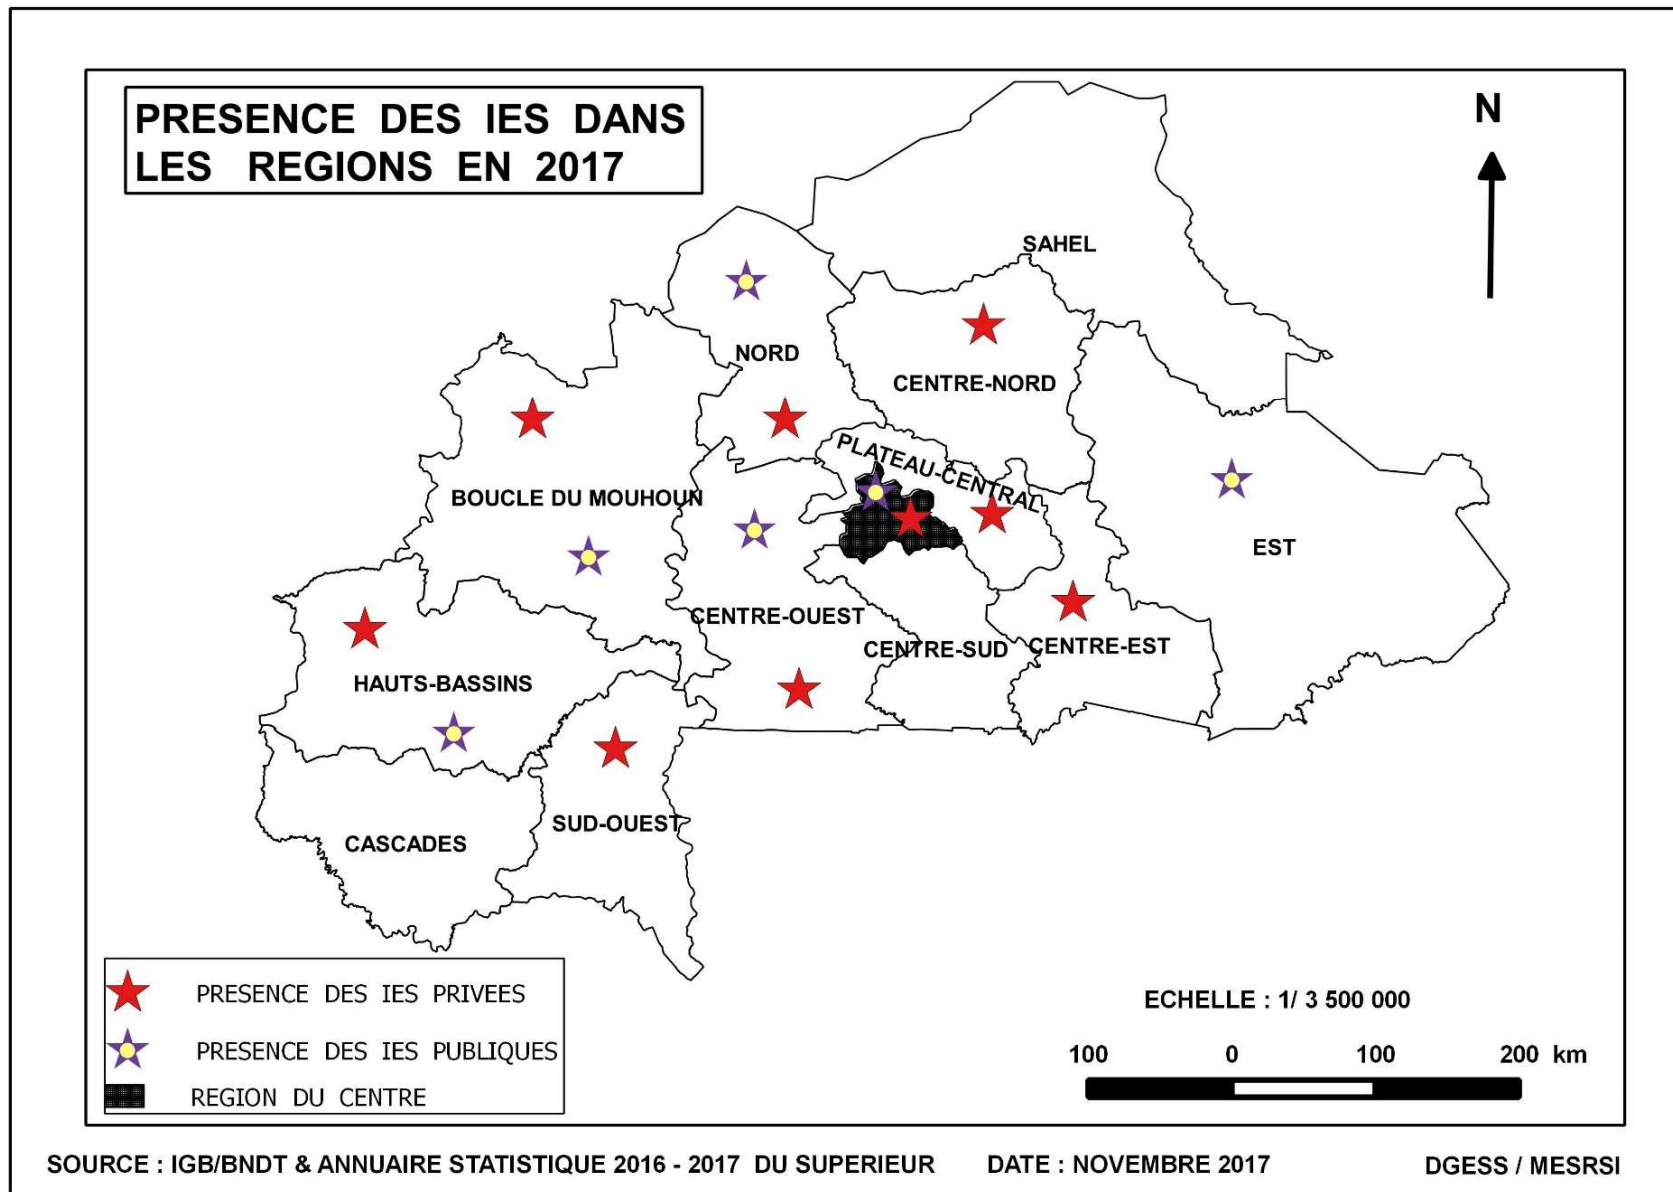 PRESENCE DES IES DANS
LES REGIONS EN 2017
N
SAHEL
NORD
CENTRE-NORD
PLATEAU-CENTRAL
BOUCLE DU MOUHOUN
EST
CENTRE-OUEST
CENTRE-SUD
CENTRE-EST
HAUTS-BASSINS
SUD-OUEST
CASCADES
PRESENCE DES IES PRIVEES
PRESENCE DES IES PUBLIQUES
REGION DU CENTRE
ECHELLE : 1/ 3 500 000
100 0 100 200 km
SOURCE : IGB/BNDT & ANNUAIRE STATISTIQUE 2016 - 2017 DU SUPERIEUR DATE : NOVEMBRE 2017 DGESS / MESRSI